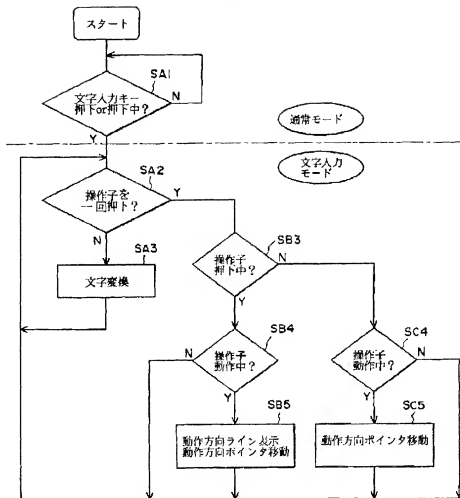 スタート
SA1
文字入力キー
押下or押下中？
N
Y
通常モード
文字入力
モード
SA2
操作子を
一回押下？
Y
N
SA3
文字変換
SB3
操作子
押下中？
N
Y
SB4
操作子
動作中？
N
Y
SC4
操作子
動作中？
N
Y
SB5
動作方向ライン表示
動作方向ポインタ移動
SC5
動作方向ポインタ移動